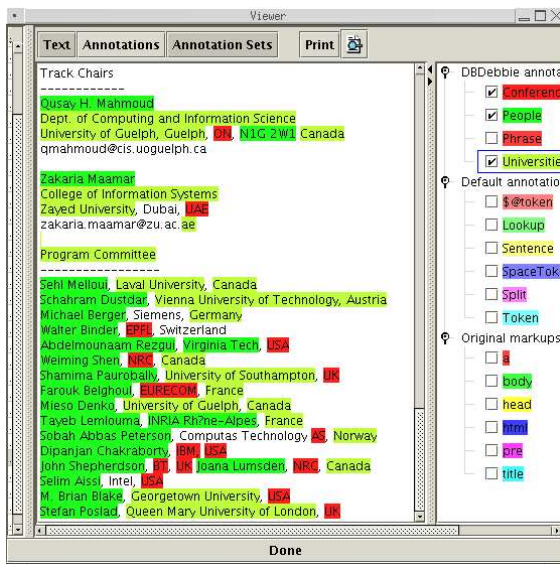 Viewer
Text Annotations Annotation Sets Print
Track Chairs
------------
Qusay H. Mahmoud
Dept. of Computing and Information Science
University of Guelph, Guelph, ON, N1G 2W1 Canada
qmahmoud@cis.uoguelph.ca
Zakaria Maamar
College of Information Systems
Zayed University, Dubai, UAE
zakaria.maamar@zu.ac.ae
Program Committee
-----------------
Sehl Melloui, Laval University, Canada
Schahram Dustdar, Vienna University of Technology, Austria
Michael Berger, Siemens, Germany
Walter Binder, EPFL, Switzerland
Abdelmounaam Rezgui, Virginia Tech, USA
Weiming Shen, NRC, Canada
Shamima Paurobally, University of Southampton, UK
Farouk Belghoul, EURECOM, France
Mieso Denko, University of Guelph, Canada
Tayeb Lemlouma, INRIA Rh?ne-Alpes, France
Sobah Abbas Peterson, Computas Technology AS, Norway
Dipanjan Chakraborty, IBM, USA
John Shepherdson, BT, UK Joana Lumsden, NRC, Canada
Selim Aissi, Intel, USA
M. Brian Blake, Georgetown University, USA
Stefan Poslad, Queen Mary University of London, UK
DBDebbie annota
Conferenc
People
Phrase
Universitie
Default annotation
$@token
Lookup
Sentence
SpaceTok
Split
Token
Original markups
a
body
head
html
pre
title
Done